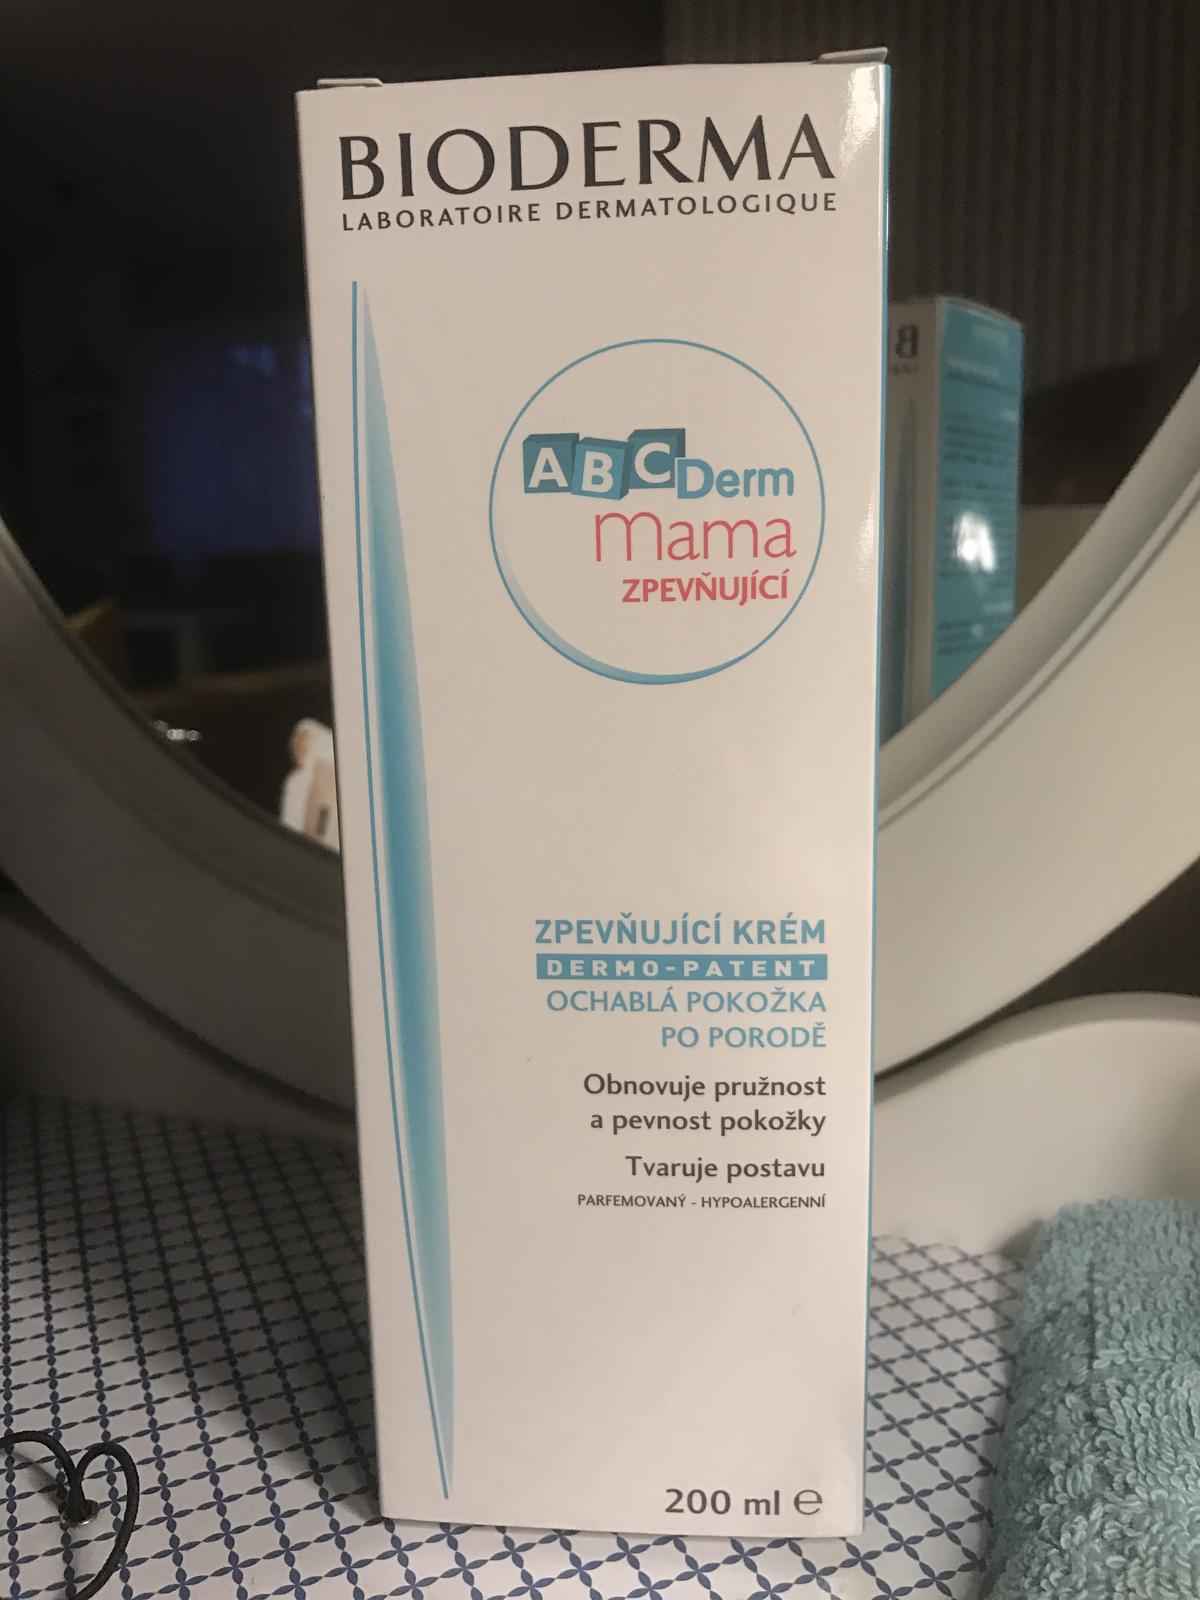 BIODERMA
LABORATOIRE DERMATOLOGIQUE
ABCDerm
mama
ZPEVŇUJÍCÍ
ZPEVŇUJÍCÍ KRÉM
DERMO-PATENT
OCHABLÁ POKOŽKA
PO PORODĚ
Obnovuje pružnost
a pevnost pokožky
Tvaruje postavu
PARFEMOVANÝ - HYPOALERGENNÍ
200 ml e